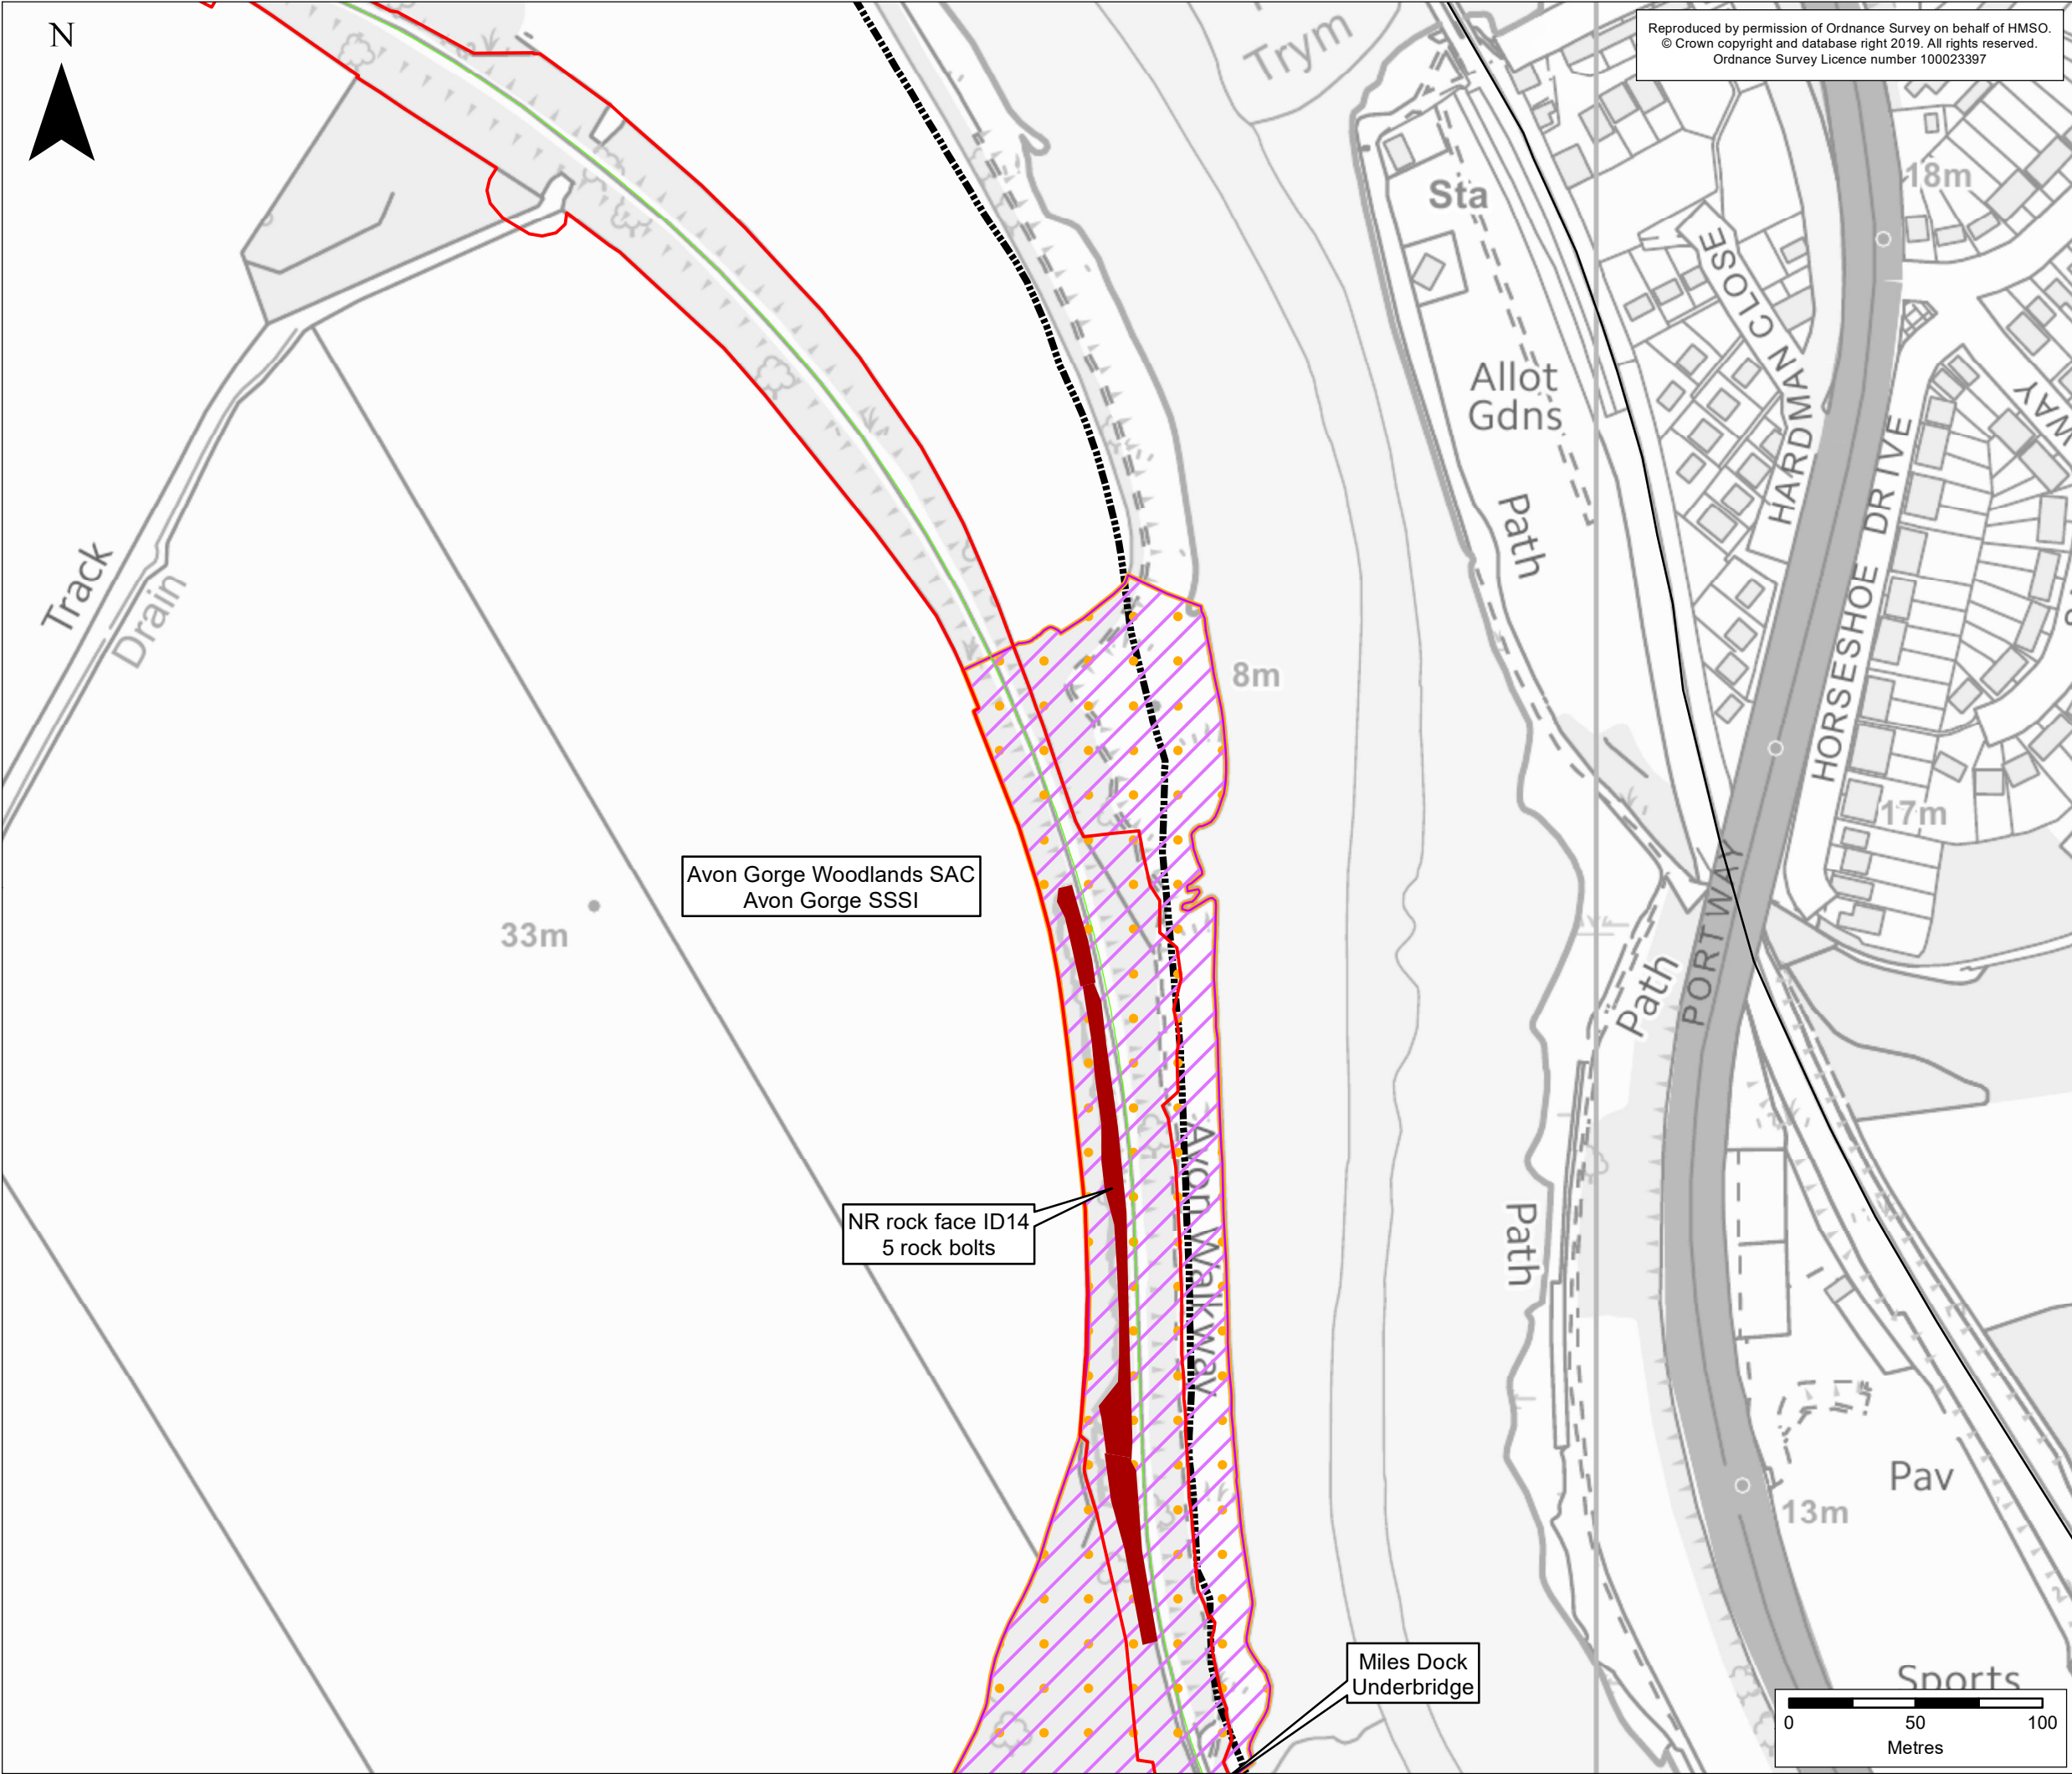 N
Reproduced by permission of Ordnance Survey on behalf of HMSO.
© Crown copyright and database right 2019. All rights reserved.
Ordnance Survey Licence number 100023397
Trym
18m
Sta
HARDMAN CLOSE
Allot
Gdns
WAY
HORSESHOE DRIVE
Path
Track
Drain
8m
17m
Avon Gorge Woodlands SAC
Avon Gorge SSSI
33m
PORTWAY
Path
Avon Walkway
NR rock face ID14
5 rock bolts
Path
Pav
13m
Miles Dock
Underbridge
Sports
0 50 100
Metres